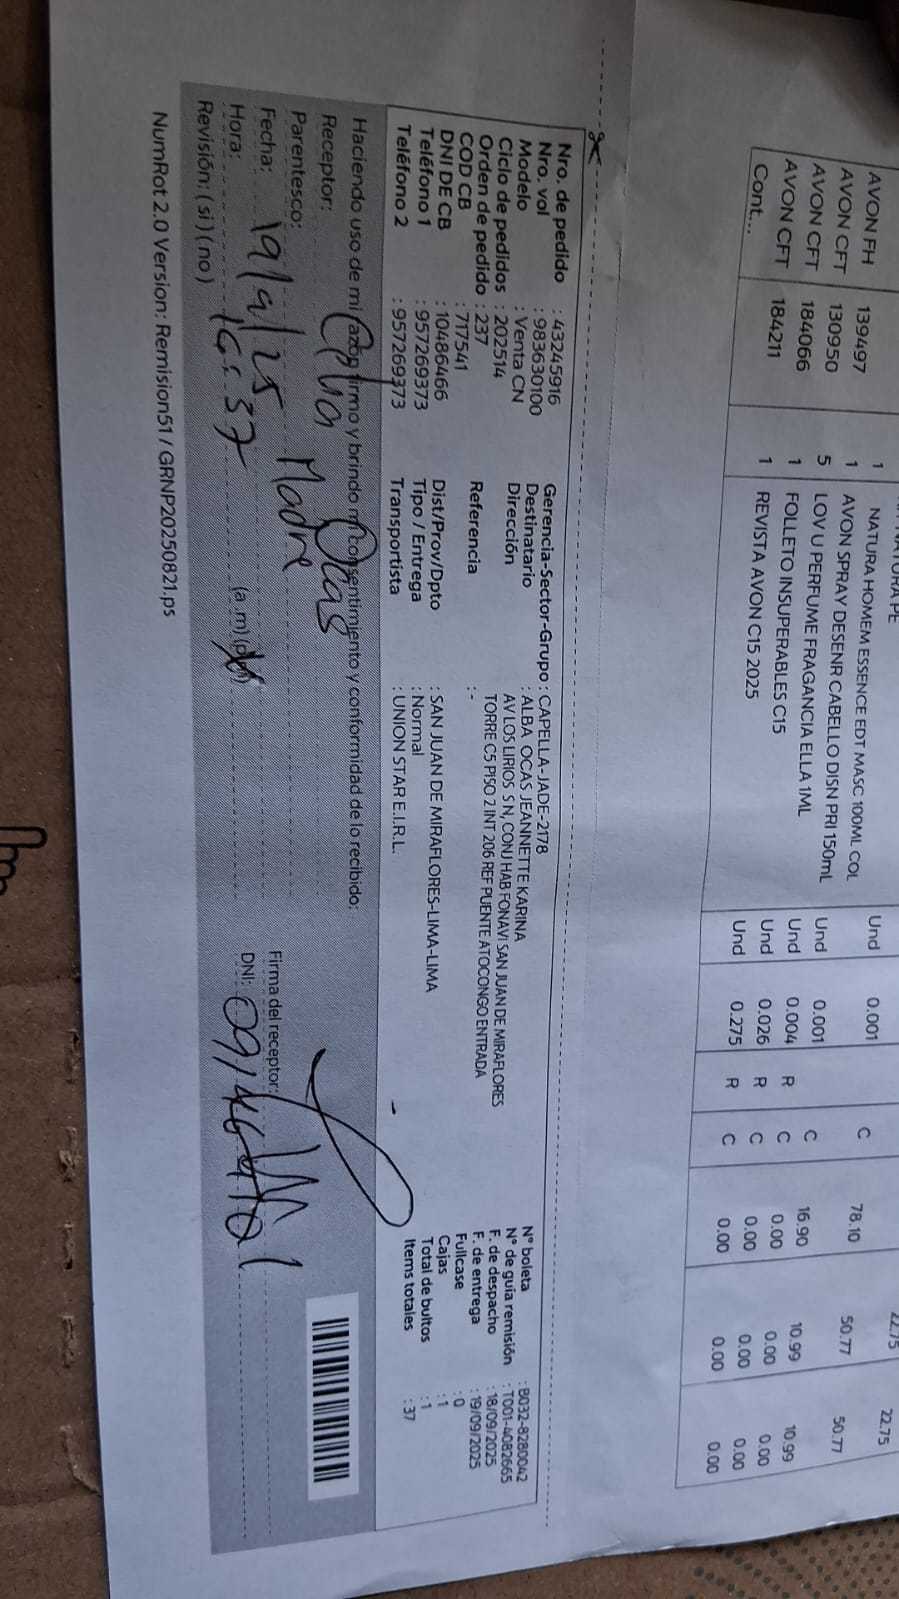 22.75 22.75
AVON FH 139497 1 NATURA HOMEM ESSENCE EDT MASC 100ML COL Und 0.001 C 78.10 50.77 50.77
AVON CFT 130950 1 AVON SPRAY DESENR CABELLO DISN PRI 150mL Und 0.001 C 16.90 10.99 10.99
AVON CFT 184066 5 LOV U PERFUME FRAGANCIA ELLA 1ML Und 0.004 R C 0.00 0.00 0.00
AVON CFT 184211 1 FOLLETO INSUPERABLES C15 Und 0.026 R C 0.00 0.00 0.00
Cont... 1 REVISTA AVON C15 2025 Und 0.275 R C 0.00 0.00 0.00
Nro. de pedido : 43245916
Nro. vol : 9836630100
Modelo : Venta CN
Ciclo de pedidos : 202514
Orden de pedido : 237
COD CB : 717541
DNI DE CB : 10486466
Teléfono 1 : 957269373
Teléfono 2 : 957269373
Gerencia-Sector-Grupo : CAPELLA-JADE-2178
Destinatario : ALBA OCAS JEANNETTE KARINA
Dirección AV LOS LIRIOS S N, CONJ HAB FONAVI SAN JUAN DE MIRAFLORES
TORRE C5 PISO 2 INT 206 REF PUENTE ATOCONGO ENTRADA
Referencia :-
Dist/Prov/Dpto : SAN JUAN DE MIRAFLORES-LIMA-LIMA
Tipo / Entrega : Normal
Transportista : UNION STAR E.I.R.L.
N° boleta : B032-8280042
N° de guía remisión : T001-4082665
F. de despacho : 18/09/2025
F. de entrega : 19/09/2025
Fullcase : 0
Cajas : 1
Total de bultos : 1
Items totales : 37
Haciendo uso de mi razón firmo y brindo mi consentimiento y conformidad de lo recibido:
Receptor: Celia Ocas
Parentesco: Madre
Fecha: 19/9/25
Hora: 16:37 (a.m)(p.m)
Revisión: (si) (no)
Firma del receptor:
DNI:
NumRot 2.0 Version: Remision51 / GRNP20250821.ps